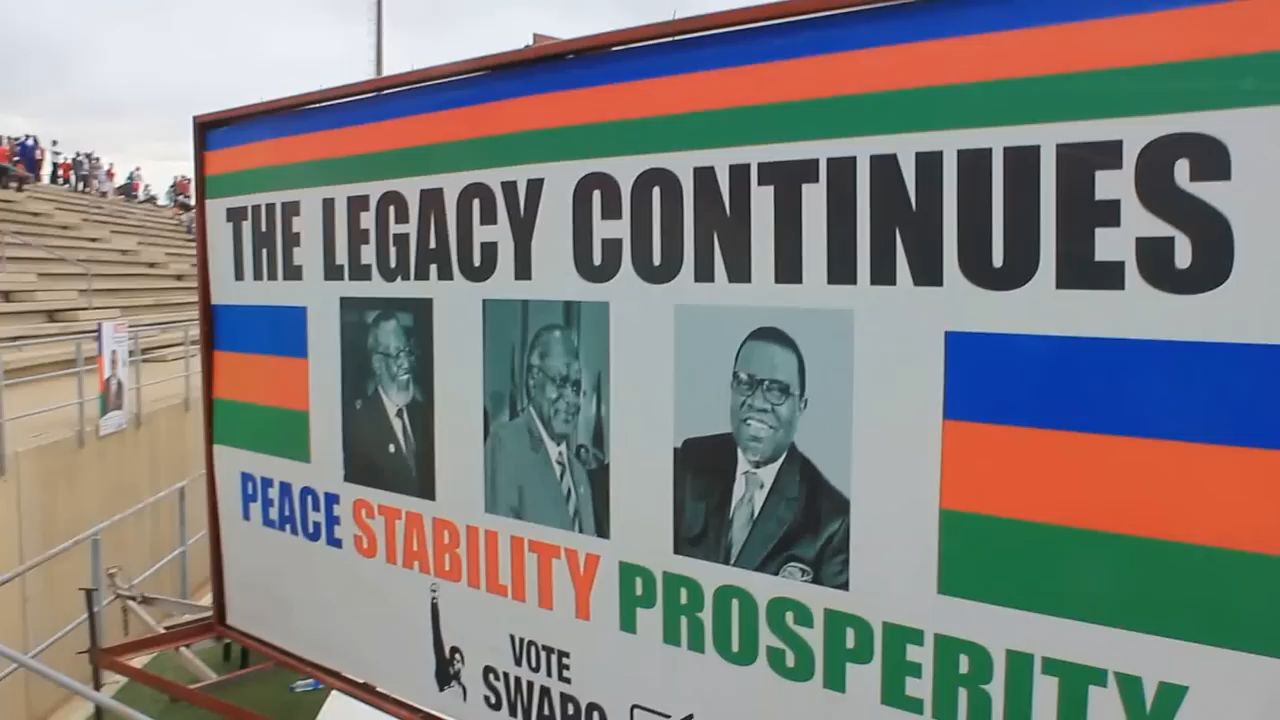 THE LEGACY CONTINUES
PEACE STABILITY PROSPERITY
VOTE
SWAPO